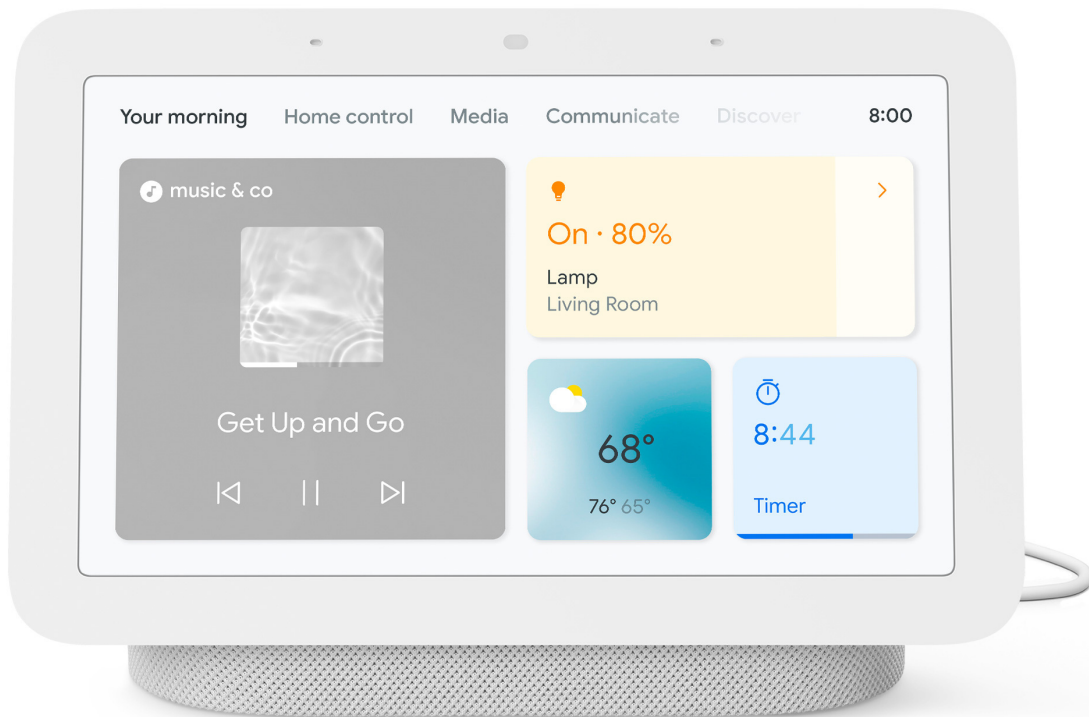 Your morning Home control Media Communicate Discover 8:00
music & co
Get Up and Go
On · 80%
Lamp
Living Room
68°
76° 65°
8:44
Timer